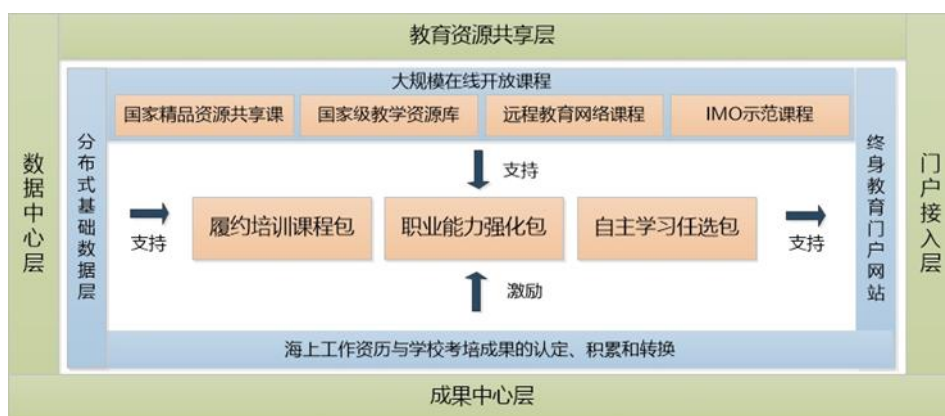 教育资源共享层
大规模在线开放课程
国家精品资源共享课
国家级教学资源库
远程教育网络课程
IMO示范课程
数据中心层
分布式基础数据层
支持
支持
履约培训课程包
职业能力强化包
自主学习任选包
支持
终身教育门户网站
门户接入层
激励
海上工作资历与学校考培成果的认定、积累和转换
成果中心层